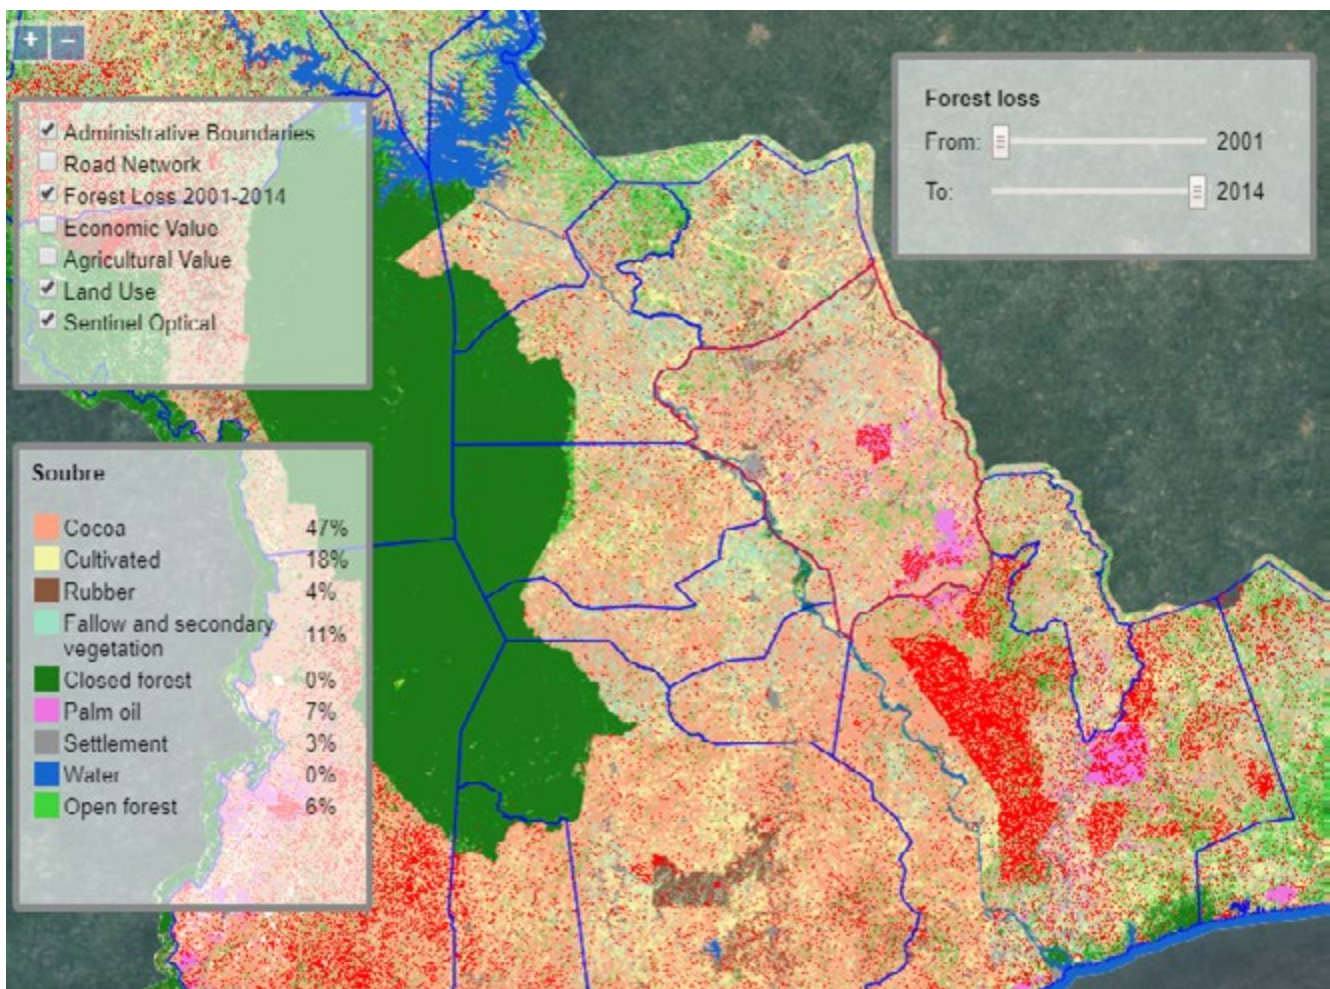 + −
Administrative Boundaries
Road Network
Forest Loss 2001-2014
Economic Value
Agricultural Value
Land Use
Sentinel Optical
Forest loss
From: 2001
To: 2014
Soubre
Cocoa 47%
Cultivated 18%
Rubber 4%
Fallow and secondary
vegetation 11%
Closed forest 0%
Palm oil 7%
Settlement 3%
Water 0%
Open forest 6%